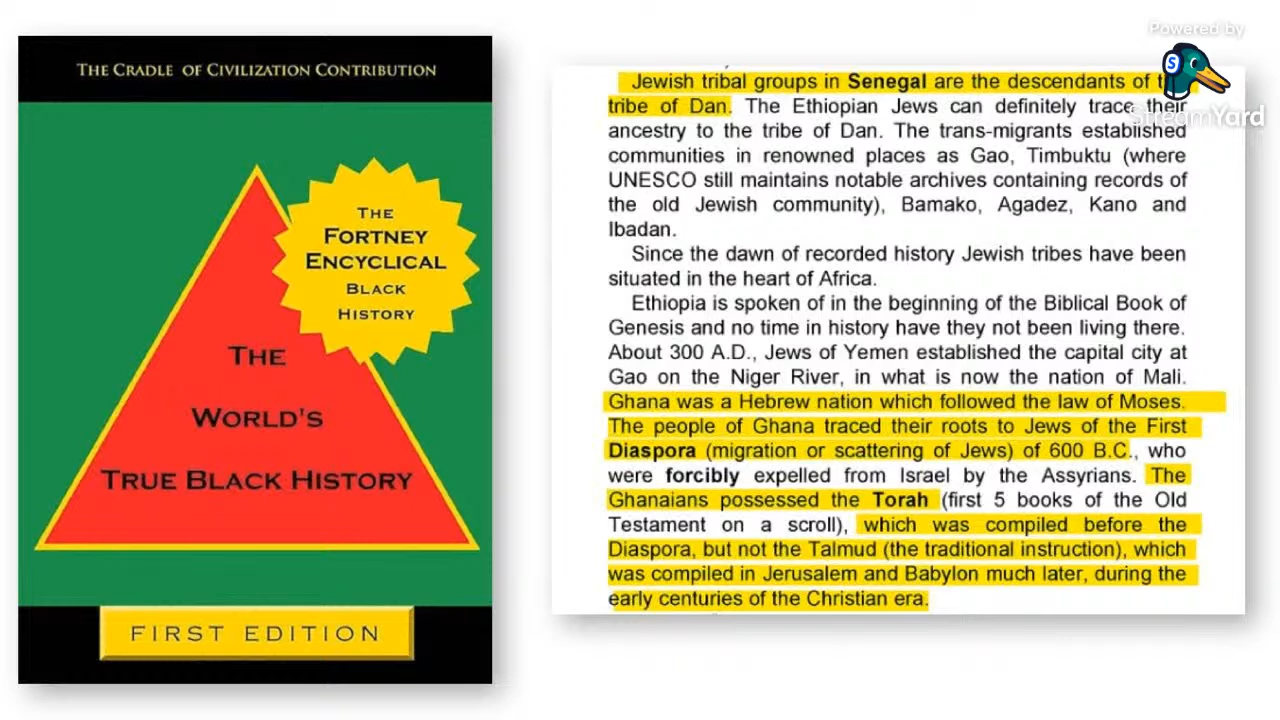 THE CRADLE OF CIVILIZATION CONTRIBUTION
THE
FORTNEY
ENCYCLICAL
BLACK
HISTORY
THE
WORLD'S
TRUE BLACK HISTORY
FIRST EDITION
Powered by
S
StreamYard
Jewish tribal groups in Senegal are the descendants of
tribe of Dan. The Ethiopian Jews can definitely trace their
ancestry to the tribe of Dan. The trans-migrants established
communities in renowned places as Gao, Timbuktu (where
UNESCO still maintains notable archives containing records of
the old Jewish community), Bamako, Agadez, Kano and
Ibadan.
Since the dawn of recorded history Jewish tribes have been
situated in the heart of Africa.
Ethiopia is spoken of in the beginning of the Biblical Book of
Genesis and no time in history have they not been living there.
About 300 A.D., Jews of Yemen established the capital city at
Gao on the Niger River, in what is now the nation of Mali.
Ghana was a Hebrew nation which followed the law of Moses.
The people of Ghana traced their roots to Jews of the First
Diaspora (migration or scattering of Jews) of 600 B.C., who
were forcibly expelled from Israel by the Assyrians. The
Ghanaians possessed the Torah (first 5 books of the Old
Testament on a scroll), which was compiled before the
Diaspora, but not the Talmud (the traditional instruction), which
was compiled in Jerusalem and Babylon much later, during the
early centuries of the Christian era.